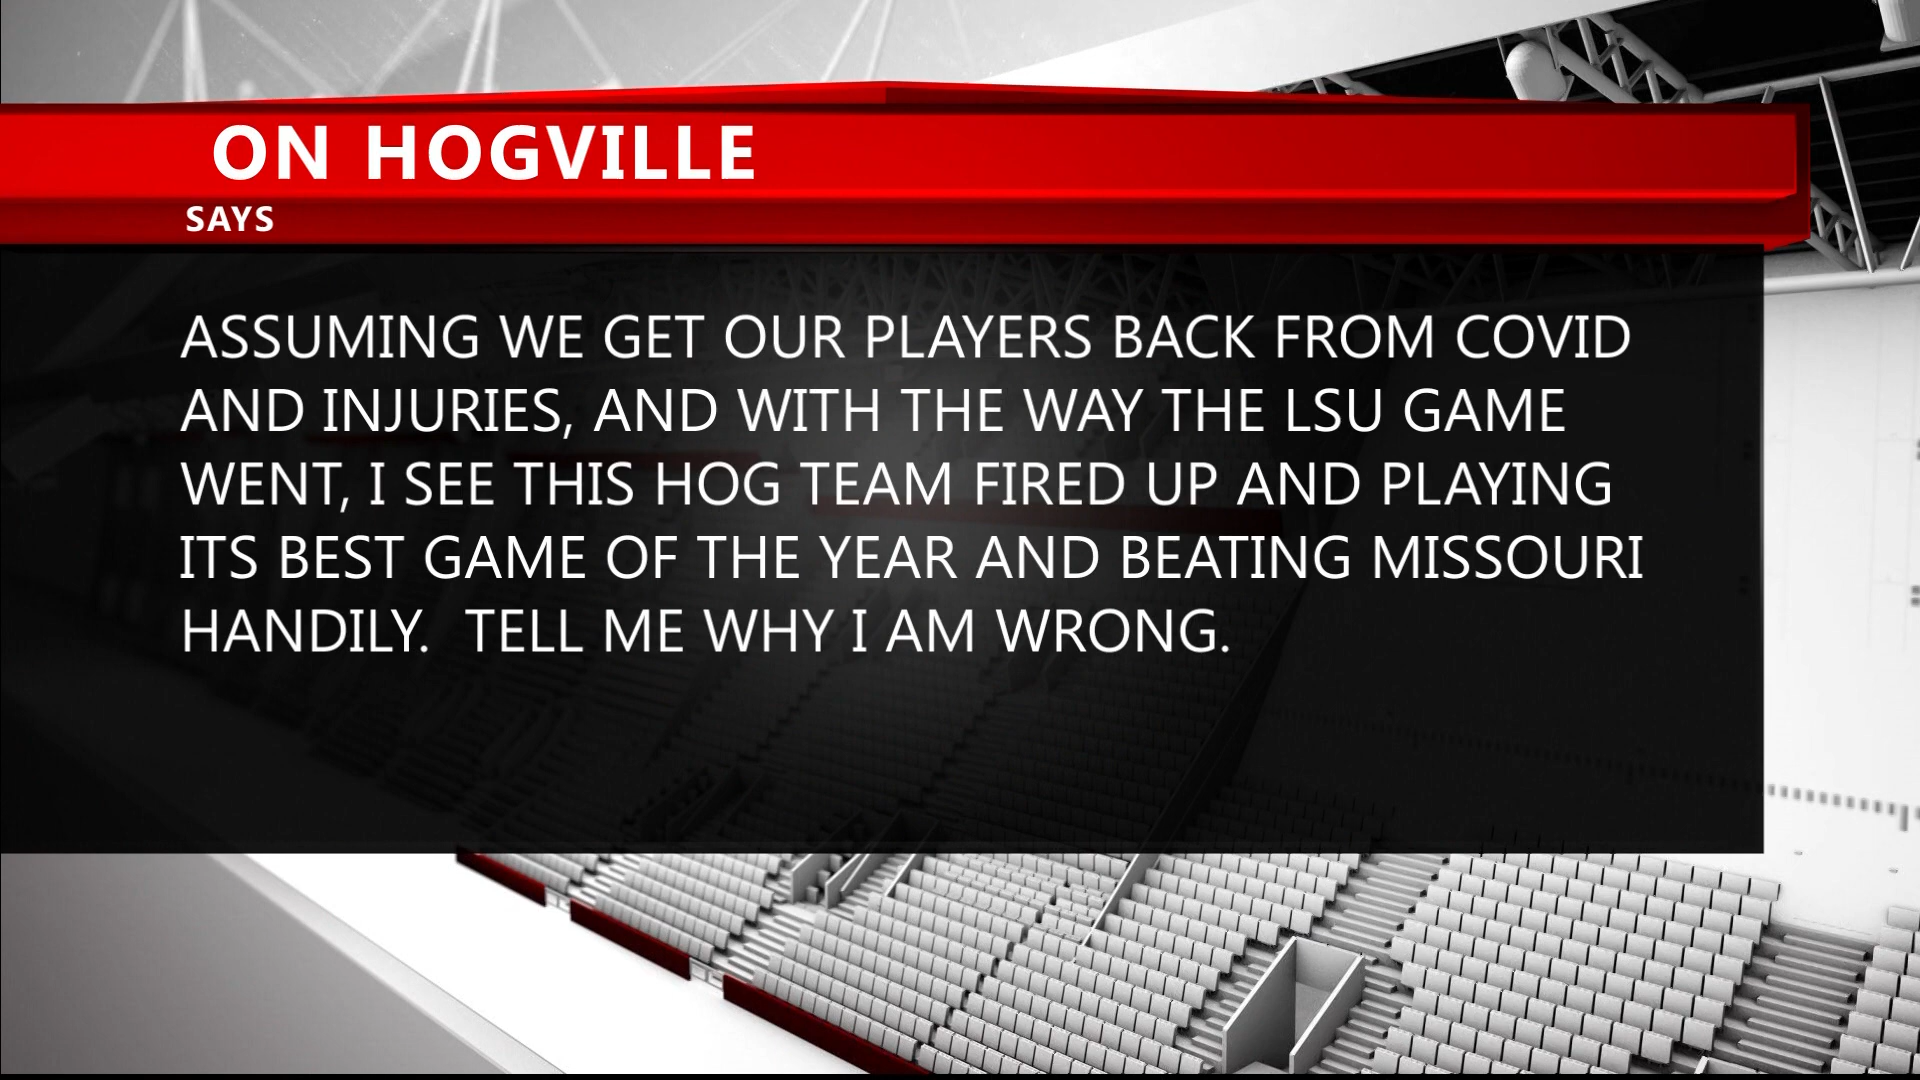 ON HOGVILLE
SAYS
ASSUMING WE GET OUR PLAYERS BACK FROM COVID
AND INJURIES, AND WITH THE WAY THE LSU GAME
WENT, I SEE THIS HOG TEAM FIRED UP AND PLAYING
ITS BEST GAME OF THE YEAR AND BEATING MISSOURI
HANDILY.  TELL ME WHY I AM WRONG.